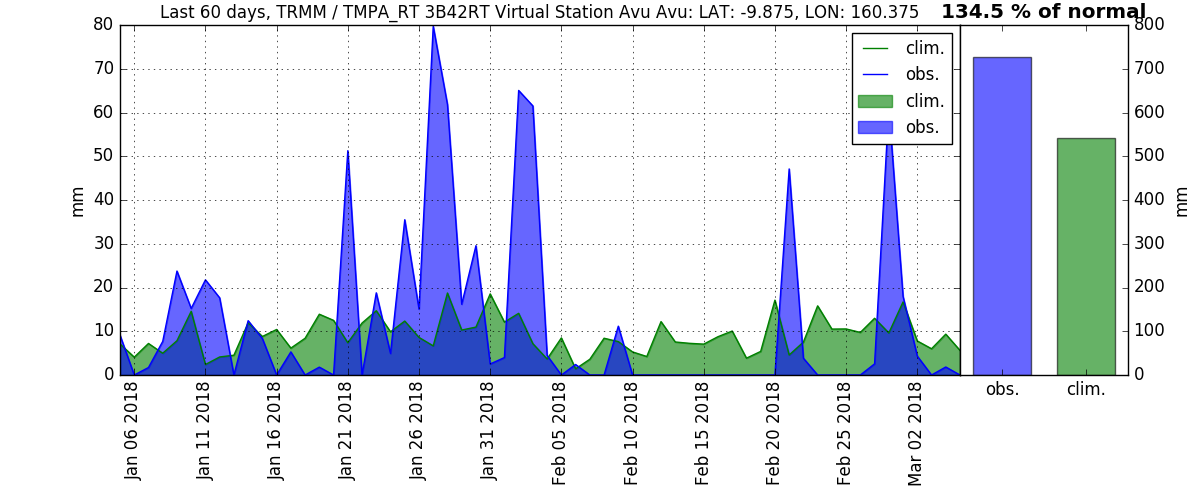 Last 60 days, TRMM / TMPA_RT 3B42RT Virtual Station Avu Avu: LAT: -9.875, LON: 160.375
134.5 % of normal
80
70
60
50
40
30
20
10
0
mm
clim.
obs.
clim.
obs.
Jan 06 2018
Jan 11 2018
Jan 16 2018
Jan 21 2018
Jan 26 2018
Jan 31 2018
Feb 05 2018
Feb 10 2018
Feb 15 2018
Feb 20 2018
Feb 25 2018
Mar 02 2018
800
700
600
500
400
300
200
100
0
mm
obs.
clim.